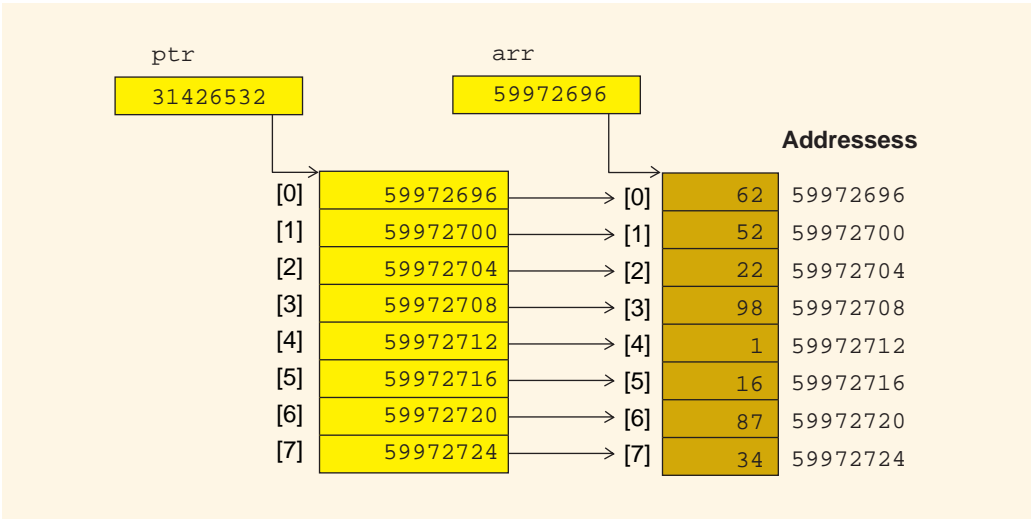 ptr arr
31426532 59972696
Addressess
[0] 59972696 [0] 62 59972696
[1] 59972700 [1] 52 59972700
[2] 59972704 [2] 22 59972704
[3] 59972708 [3] 98 59972708
[4] 59972712 [4] 1 59972712
[5] 59972716 [5] 16 59972716
[6] 59972720 [6] 87 59972720
[7] 59972724 [7] 34 59972724